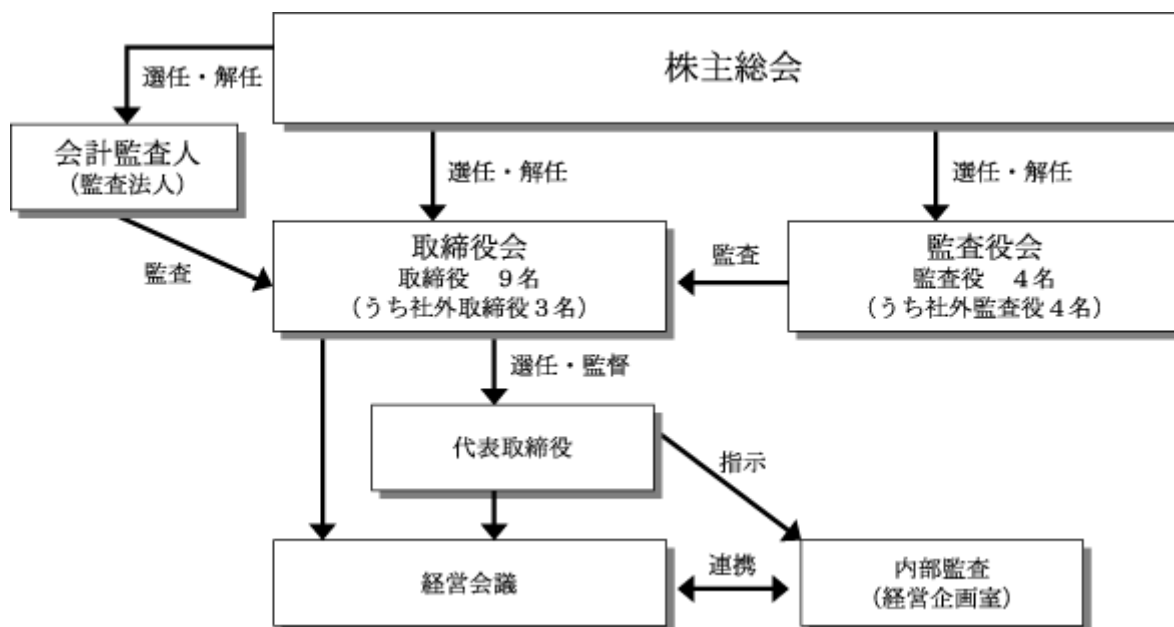 株主総会
選任・解任
会計監査人
(監査法人)
選任・解任
選任・解任
取締役会
取締役　9名
(うち社外取締役3名)
監査
監査役会
監査役　4名
(うち社外監査役4名)
監査
選任・監督
代表取締役
指示
経営会議
連携
内部監査
(経営企画室)